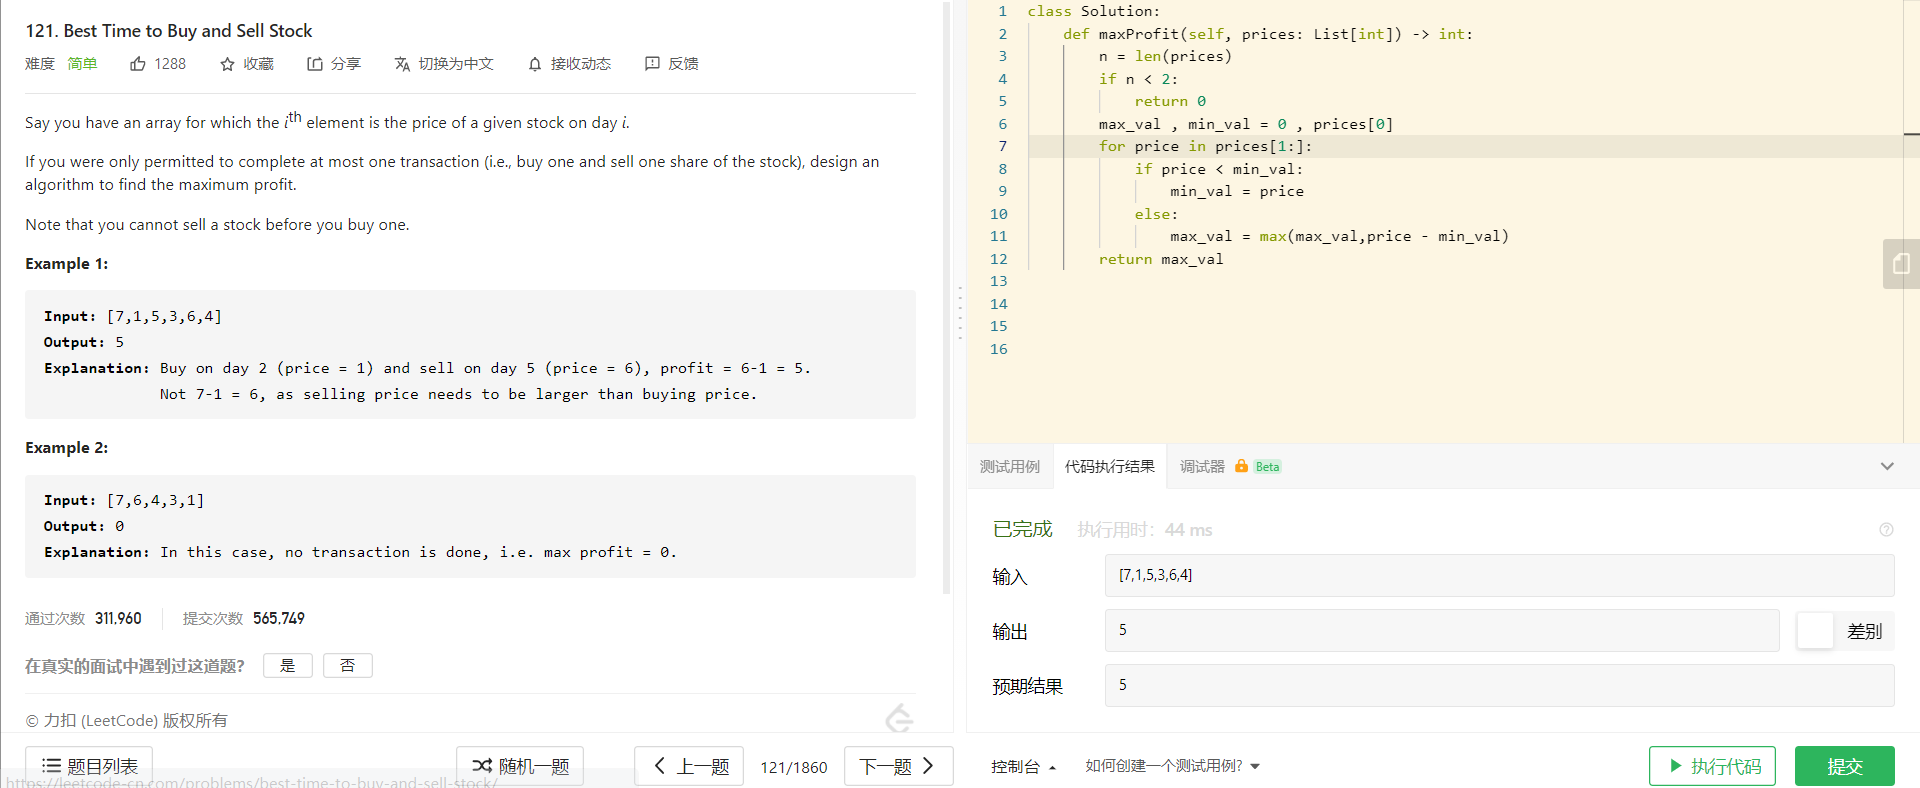 121. Best Time to Buy and Sell Stock
难度 简单 1288 收藏 分享 切换为中文 接收动态 反馈
Say you have an array for which the ith element is the price of a given stock on day i.
If you were only permitted to complete at most one transaction (i.e., buy one and sell one share of the stock), design an
algorithm to find the maximum profit.
Note that you cannot sell a stock before you buy one.
Example 1:
Input: [7,1,5,3,6,4]
Output: 5
Explanation: Buy on day 2 (price = 1) and sell on day 5 (price = 6), profit = 6-1 = 5.
Not 7-1 = 6, as selling price needs to be larger than buying price.
Example 2:
Input: [7,6,4,3,1]
Output: 0
Explanation: In this case, no transaction is done, i.e. max profit = 0.
通过次数 311,960 提交次数 565,749
在真实的面试中遇到过这道题? 是 否
© 力扣 (LeetCode) 版权所有
题目列表 随机一题 上一题 121/1860 下一题
https://leetcode-cn.com/problems/best-time-to-buy-and-sell-stock/
1 class Solution:
2 def maxProfit(self, prices: List[int]) -> int:
3 n = len(prices)
4 if n < 2:
5 return 0
6 max_val , min_val = 0 , prices[0]
7 for price in prices[1:]:
8 if price < min_val:
9 min_val = price
10 else:
11 max_val = max(max_val,price - min_val)
12 return max_val
13
14
15
16
测试用例 代码执行结果 调试器 Beta
已完成 执行用时: 44 ms
输入 [7,1,5,3,6,4]
输出 5 差别
预期结果 5
控制台 如何创建一个测试用例? 执行代码 提交